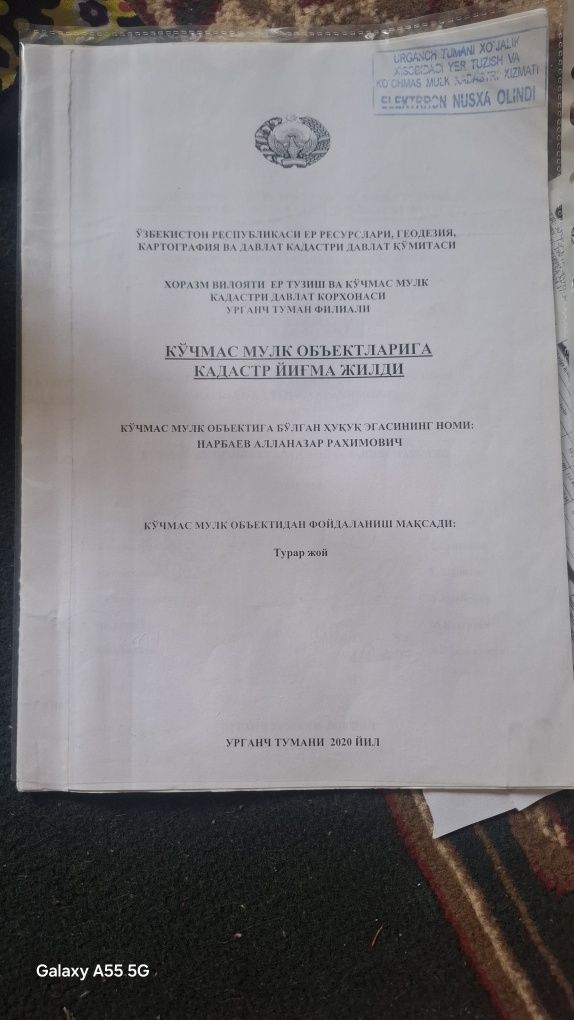 URGANCH TUMANI XO'JALIK
XISOBIDAGI YER TUZISH VA
KO'CHMAS MULK KADASTRI XIZMATI
ELEKTRRON NUSXA OLINDI
ЎЗБЕКИСТОН РЕСПУБЛИКАСИ ЕР РЕСУРСЛАРИ, ГЕОДЕЗИЯ,
КАРТОГРАФИЯ ВА ДАВЛАТ КАДАСТРИ ДАВЛАТ ҚЎМИТАСИ
ХОРАЗМ ВИЛОЯТИ ЕР ТУЗИШ ВА КЎЧМАС МУЛК
КАДАСТРИ ДАВЛАТ КОРХОНАСИ
УРГАНЧ ТУМАН ФИЛИАЛИ
КЎЧМАС МУЛК ОБЪЕКТЛАРИГА
КАДАСТР ЙИҒМА ЖИЛДИ
КЎЧМАС МУЛК ОБЪЕКТИГА БЎЛГАН ҲУҚУҚ ЭГАСИНИНГ НОМИ:
НАРБАЕВ АЛЛАНАЗАР РАХИМОВИЧ
КЎЧМАС МУЛК ОБЪЕКТИДАН ФОЙДАЛАНИШ МАҚСАДИ:
Турар жой
УРГАНЧ ТУМАНИ 2020 ЙИЛ
Galaxy A55 5G